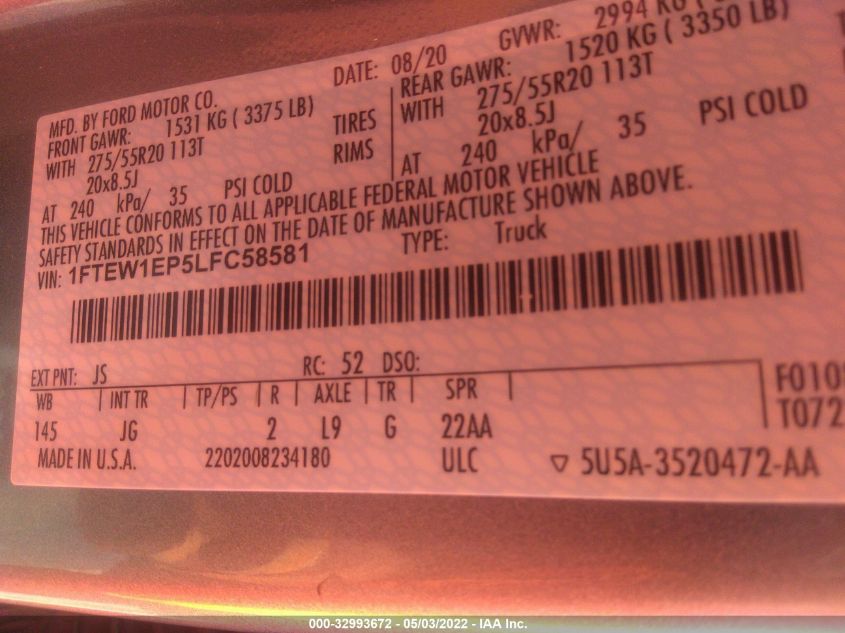 MFD. BY FORD MOTOR CO.
DATE: 08/20 GVWR: 2994 KG (
FRONT GAWR: 1531 KG ( 3375 LB)
REAR GAWR: 1520 KG ( 3350 LB)
WITH 275/55R20 113T TIRES WITH 275/55R20 113T
20x8.5J RIMS 20x8.5J
AT 240 kPa/ 35 PSI COLD AT 240 kPa/ 35 PSI COLD
THIS VEHICLE CONFORMS TO ALL APPLICABLE FEDERAL MOTOR VEHICLE
SAFETY STANDARDS IN EFFECT ON THE DATE OF MANUFACTURE SHOWN ABOVE.
VIN: 1FTEW1EP5LFC58581 TYPE: Truck
EXT PNT: JS RC: 52 DSO:
WB | INT TR | TP/PS | R | AXLE | TR | SPR |
145 JG 2 L9 G 22AA
F010
T072
MADE IN U.S.A. 2202008234180 ULC ▽ 5U5A-3520472-AA
000-32993672 - 05/03/2022 - IAA Inc.